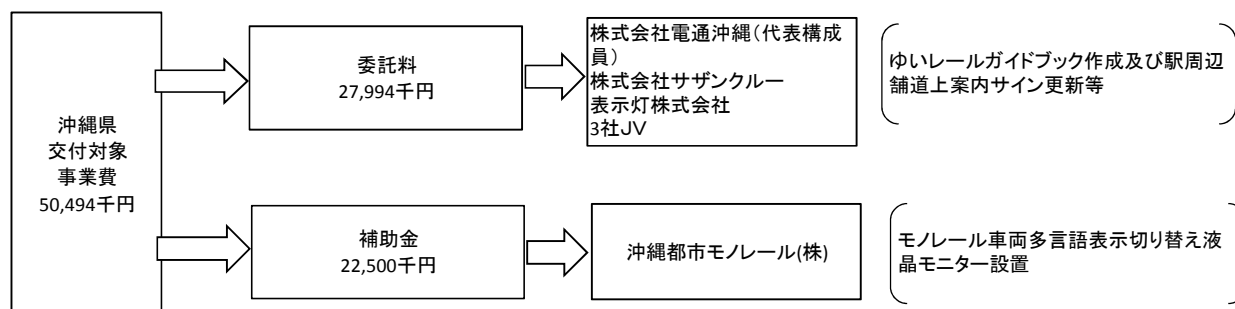 沖縄県
交付対象
事業費
50,494千円
委託料
27,994千円
株式会社電通沖縄(代表構成
員)
株式会社サザンクルー
表示灯株式会社
3社JV
ゆいレールガイドブック作成及び駅周辺
舗道上案内サイン更新等
補助金
22,500千円
沖縄都市モノレール(株)
モノレール車両多言語表示切り替え液
晶モニター設置